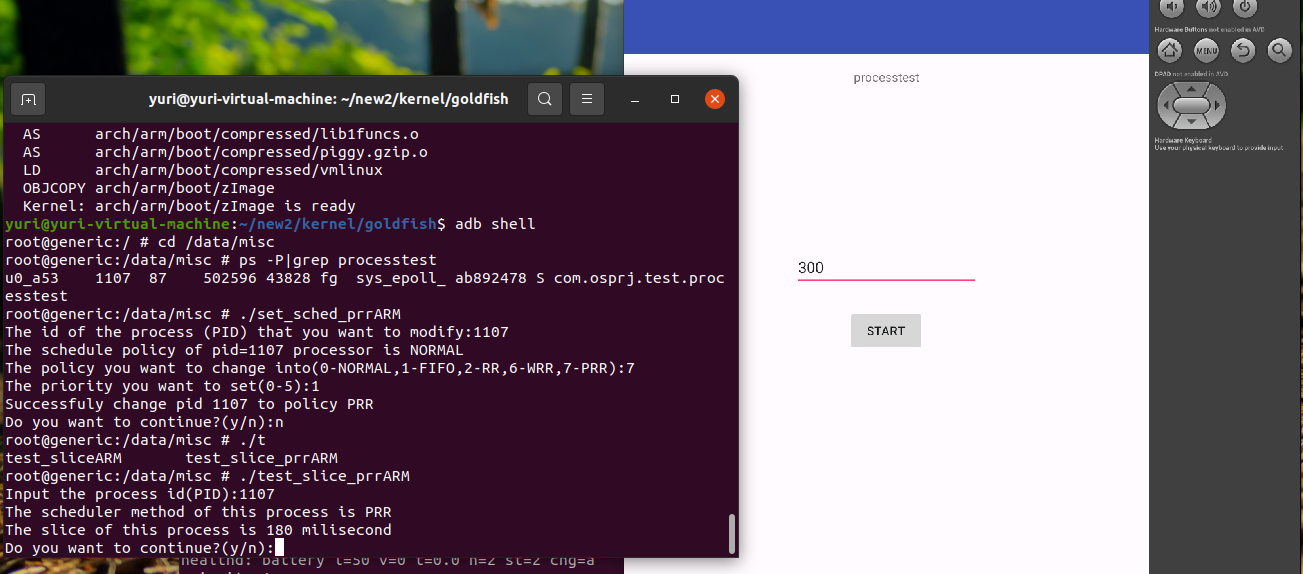 yuri@yuri-virtual-machine: ~/new2/kernel/goldfish
AS arch/arm/boot/compressed/lib1funcs.o
AS arch/arm/boot/compressed/piggy.gzip.o
LD arch/arm/boot/compressed/vmlinux
OBJCOPY arch/arm/boot/zImage
Kernel: arch/arm/boot/zImage is ready
yuri@yuri-virtual-machine:~/new2/kernel/goldfish$ adb shell
root@generic:/ # cd /data/misc
root@generic:/data/misc # ps -P|grep processtest
u0_a53 1107 87 502596 43828 fg sys_epoll_ ab892478 S com.osprj.test.proc
esstest
root@generic:/data/misc # ./set_sched_prrARM
The id of the process (PID) that you want to modify:1107
The schedule policy of pid=1107 processor is NORMAL
The policy you want to change into(0-NORMAL,1-FIFO,2-RR,6-WRR,7-PRR):7
The priority you want to set(0-5):1
Successfuly change pid 1107 to policy PRR
Do you want to continue?(y/n):n
root@generic:/data/misc # ./t
test_sliceARM test_slice_prrARM
root@generic:/data/misc # ./test_slice_prrARM
Input the process id(PID):1107
The scheduler method of this process is PRR
The slice of this process is 180 milisecond
Do you want to continue?(y/n):
healthd: battery l=50 v=0 t=0.0 h=2 st=2 chg=a
processtest
300
START
Hardware Buttons not enabled in AVD
MENU
DPAD not enabled in AVD
Hardware Keyboard
Use your physical keyboard to provide input